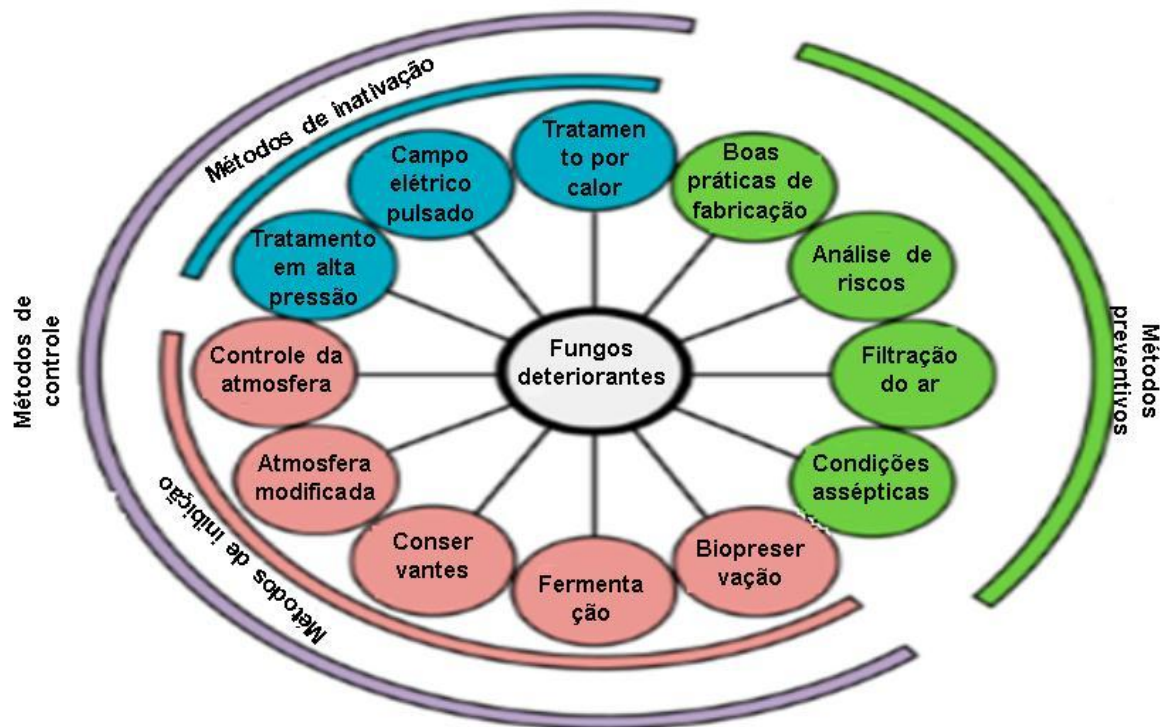 Métodos de inativação
Tratamen
to por
calor
Campo
elétrico
pulsado
Boas
práticas de
fabricação
Tratamento
em alta
pressão
Análise de
riscos
Métodos de
controle
Controle da
atmosfera
Fungos
deteriorantes
Filtração
do ar
Métodos
preventivos
Atmosfera
modificada
Condições
assépticas
Métodos de inibição
Conser
vantes
Fermenta
ção
Biopreser
vação